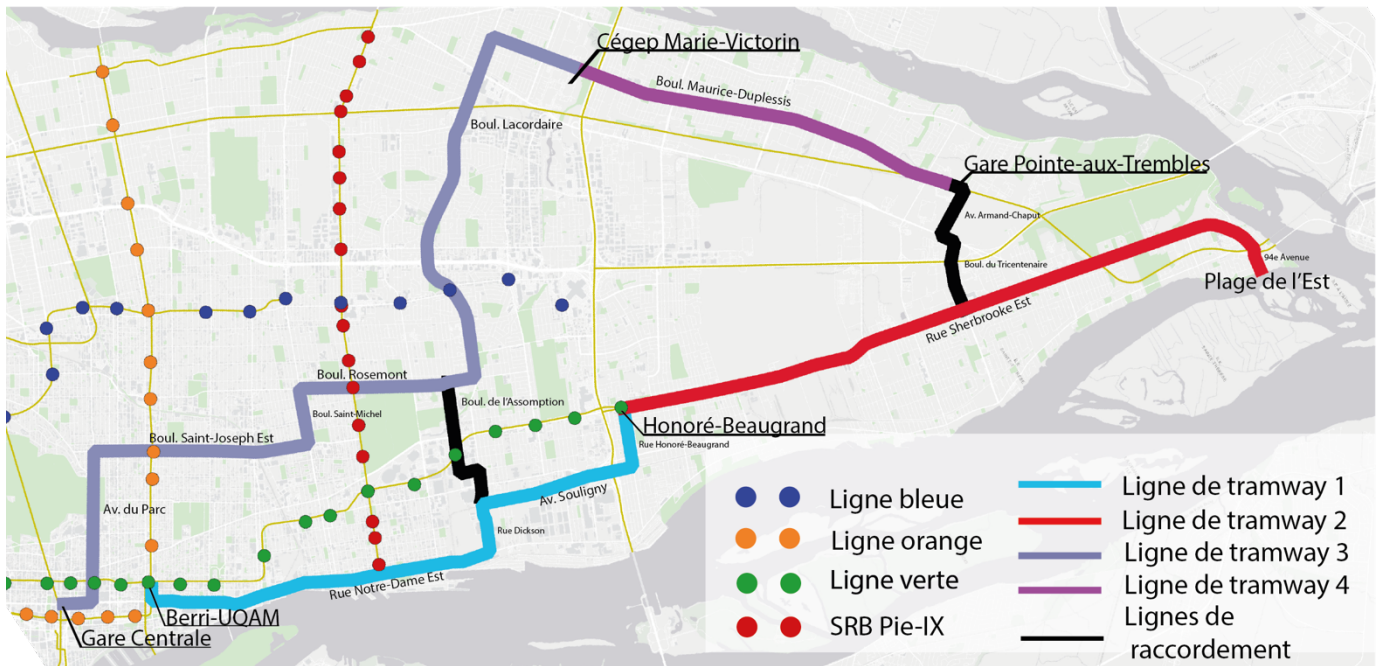 Cégep Marie-Victorin
Boul. Maurice-Duplessis
Boul. Lacordaire
Gare Pointe-aux-Trembles
Av. Armand-Chaput
Boul. du Tricentenaire
94e Avenue
Plage de l'Est
Rue Sherbrooke Est
Boul. Rosemont
Boul. de l'Assomption
Boul. Saint-Michel
Boul. Saint-Joseph Est
Honoré-Beaugrand
Rue Honoré-Beaugrand
Av. Souligny
Av. du Parc
Rue Dickson
Rue Notre-Dame Est
Berri-UQAM
Gare Centrale
Ligne bleue
Ligne orange
Ligne verte
SRB Pie-IX
Ligne de tramway 1
Ligne de tramway 2
Ligne de tramway 3
Ligne de tramway 4
Lignes de
raccordement